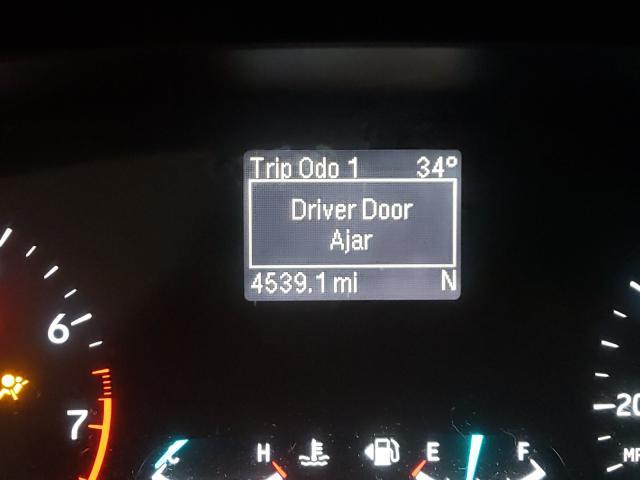 Trip Odo 1 34°
Driver Door
Ajar
4539.1 mi N
6
7
20
H
E F